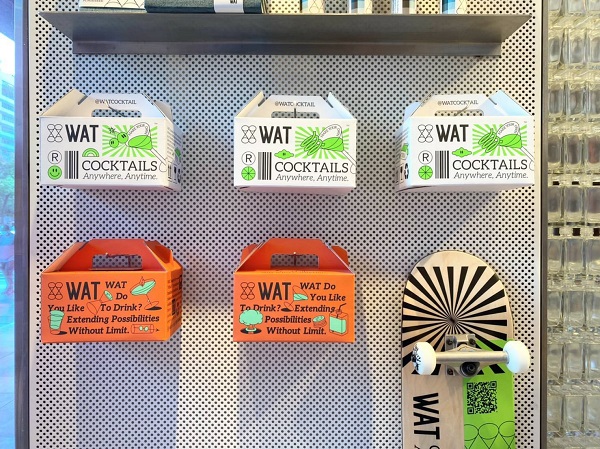 WAT
@WATCOCKTAIL
WAT
R
COCKTAILS
Anywhere, Anytime.
@WATCOCKTAIL
WAT
R
COCKTAILS
Anywhere, Anytime.
@WATCOCKTAIL
WAT
R
COCKTAILS
Anywhere, Anytime.
WAT WAT Do
You Like To Drink?
Extending Possibilities
Without Limit.
WAT WAT Do
You Like
To Drink? Extending
Possibilities
Without Limit.
WAT